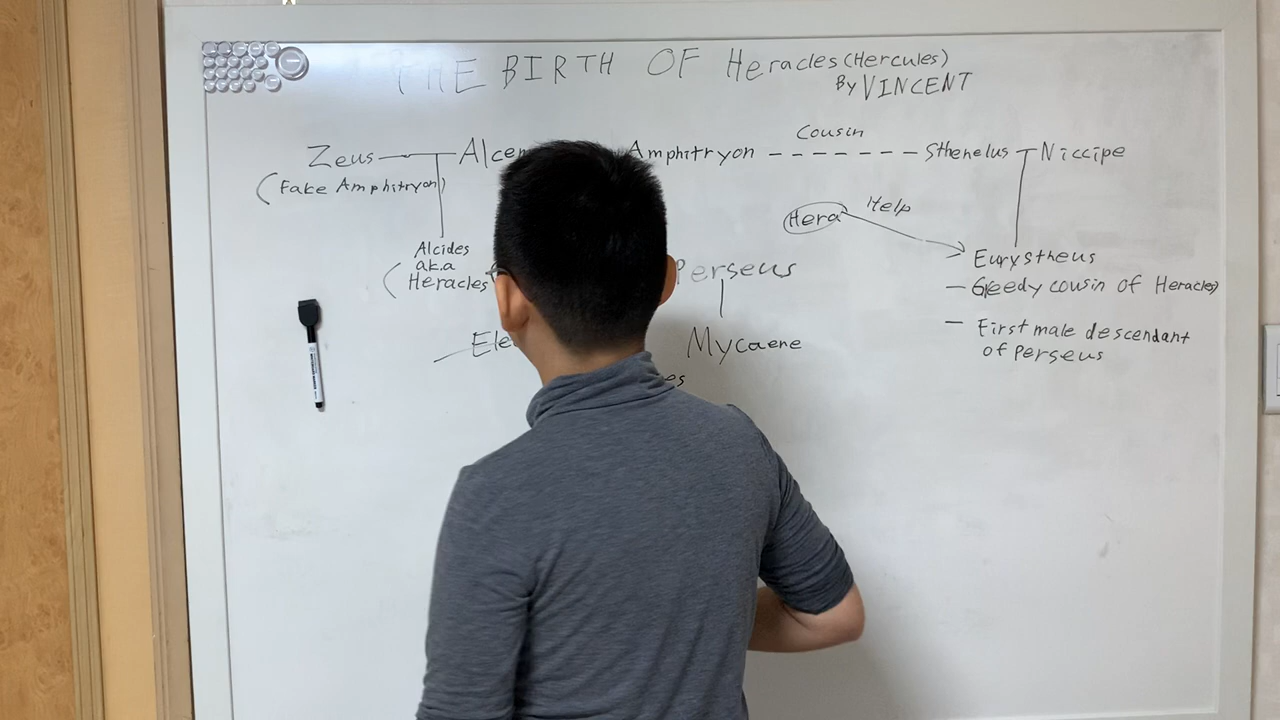 THE BIRTH OF Heracles (Hercules)
By VINCENT
Cousin
Zeus Amphitryon Sthenelus Niccipe
(Fake Amphitryon)
Hera Help
Alcides
a.k.a
(Heracles
Perseus
Eurystheus
- Greedy cousin of Heracles)
Mycaene
- First male descendant
of Perseus